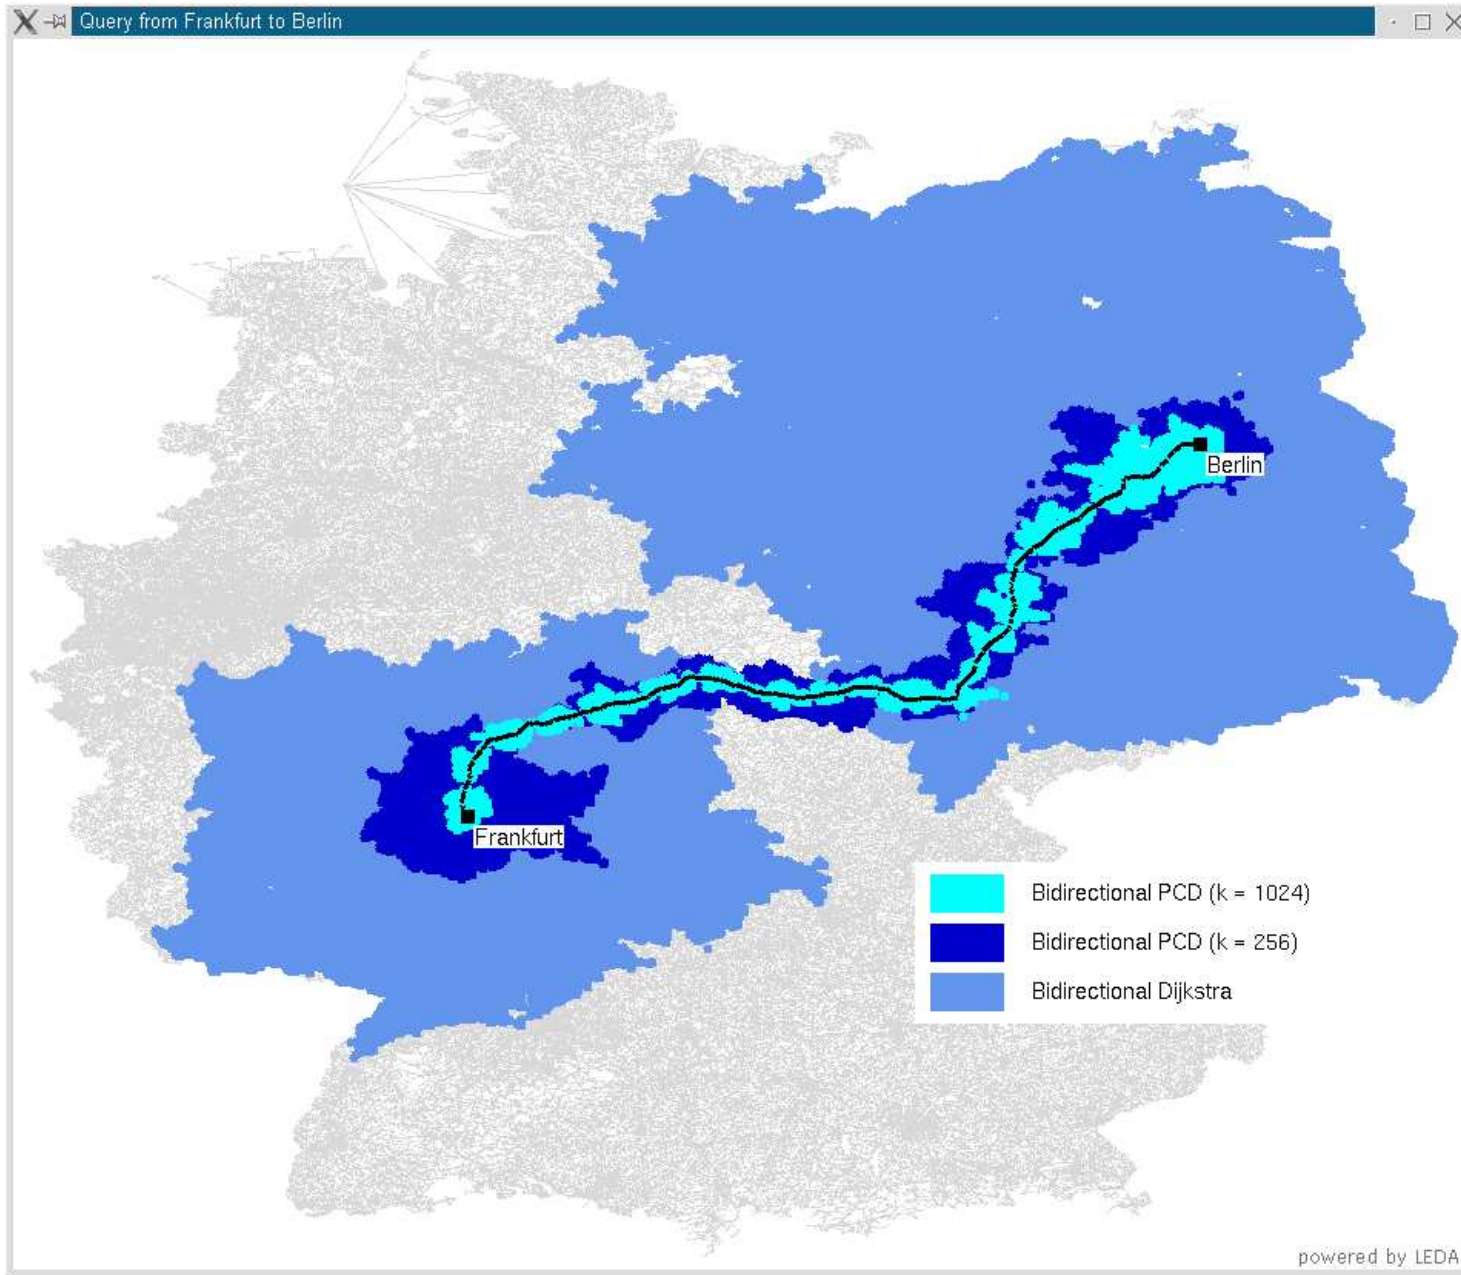 Query from Frankfurt to Berlin
Berlin
Frankfurt
Bidirectional PCD (k = 1024)
Bidirectional PCD (k = 256)
Bidirectional Dijkstra
powered by LEDA